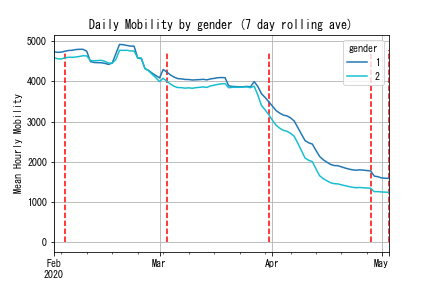 Daily Mobility by gender (7 day rolling ave)
Mean Hourly Mobility
5000
4000
3000
2000
1000
0
gender
1
2
Feb
2020
Mar
Apr
May